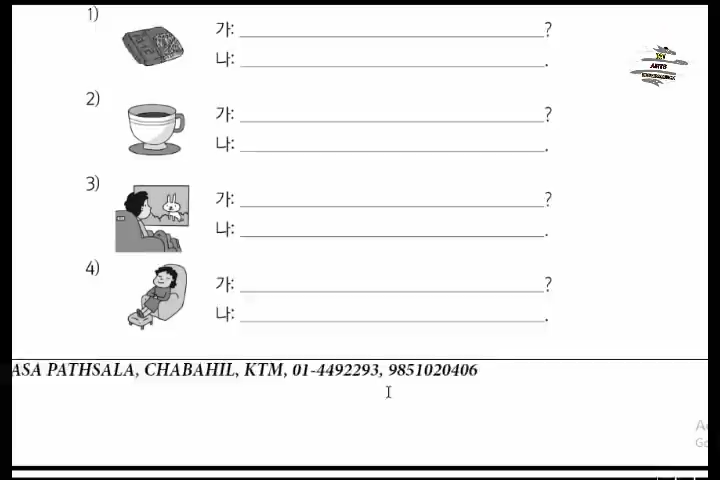 1)
가: ?
나: .
2)
가: ?
나: .
3)
가: ?
나: .
4)
가: ?
나: .
ASA PATHSALA, CHABAHIL, KTM, 01-4492293, 9851020406